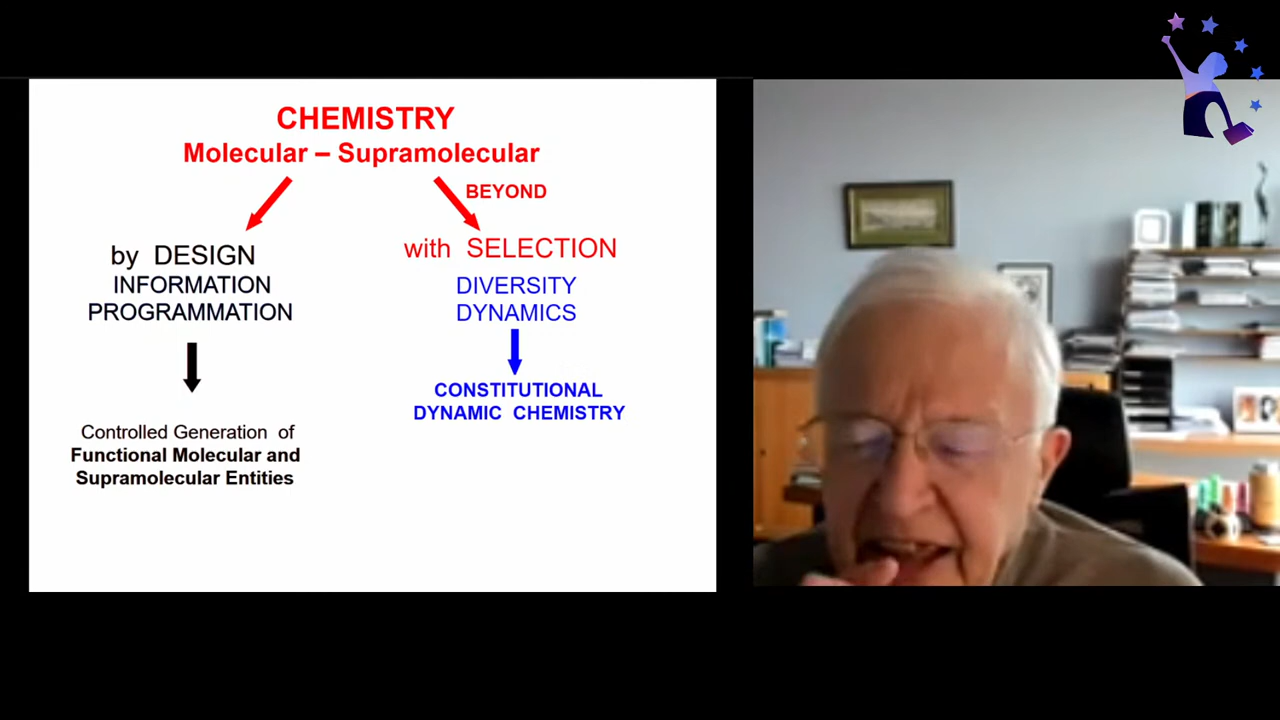 CHEMISTRY
Molecular – Supramolecular
BEYOND
by DESIGN
INFORMATION
PROGRAMMATION
Controlled Generation of
Functional Molecular and
Supramolecular Entities
with SELECTION
DIVERSITY
DYNAMICS
CONSTITUTIONAL
DYNAMIC CHEMISTRY